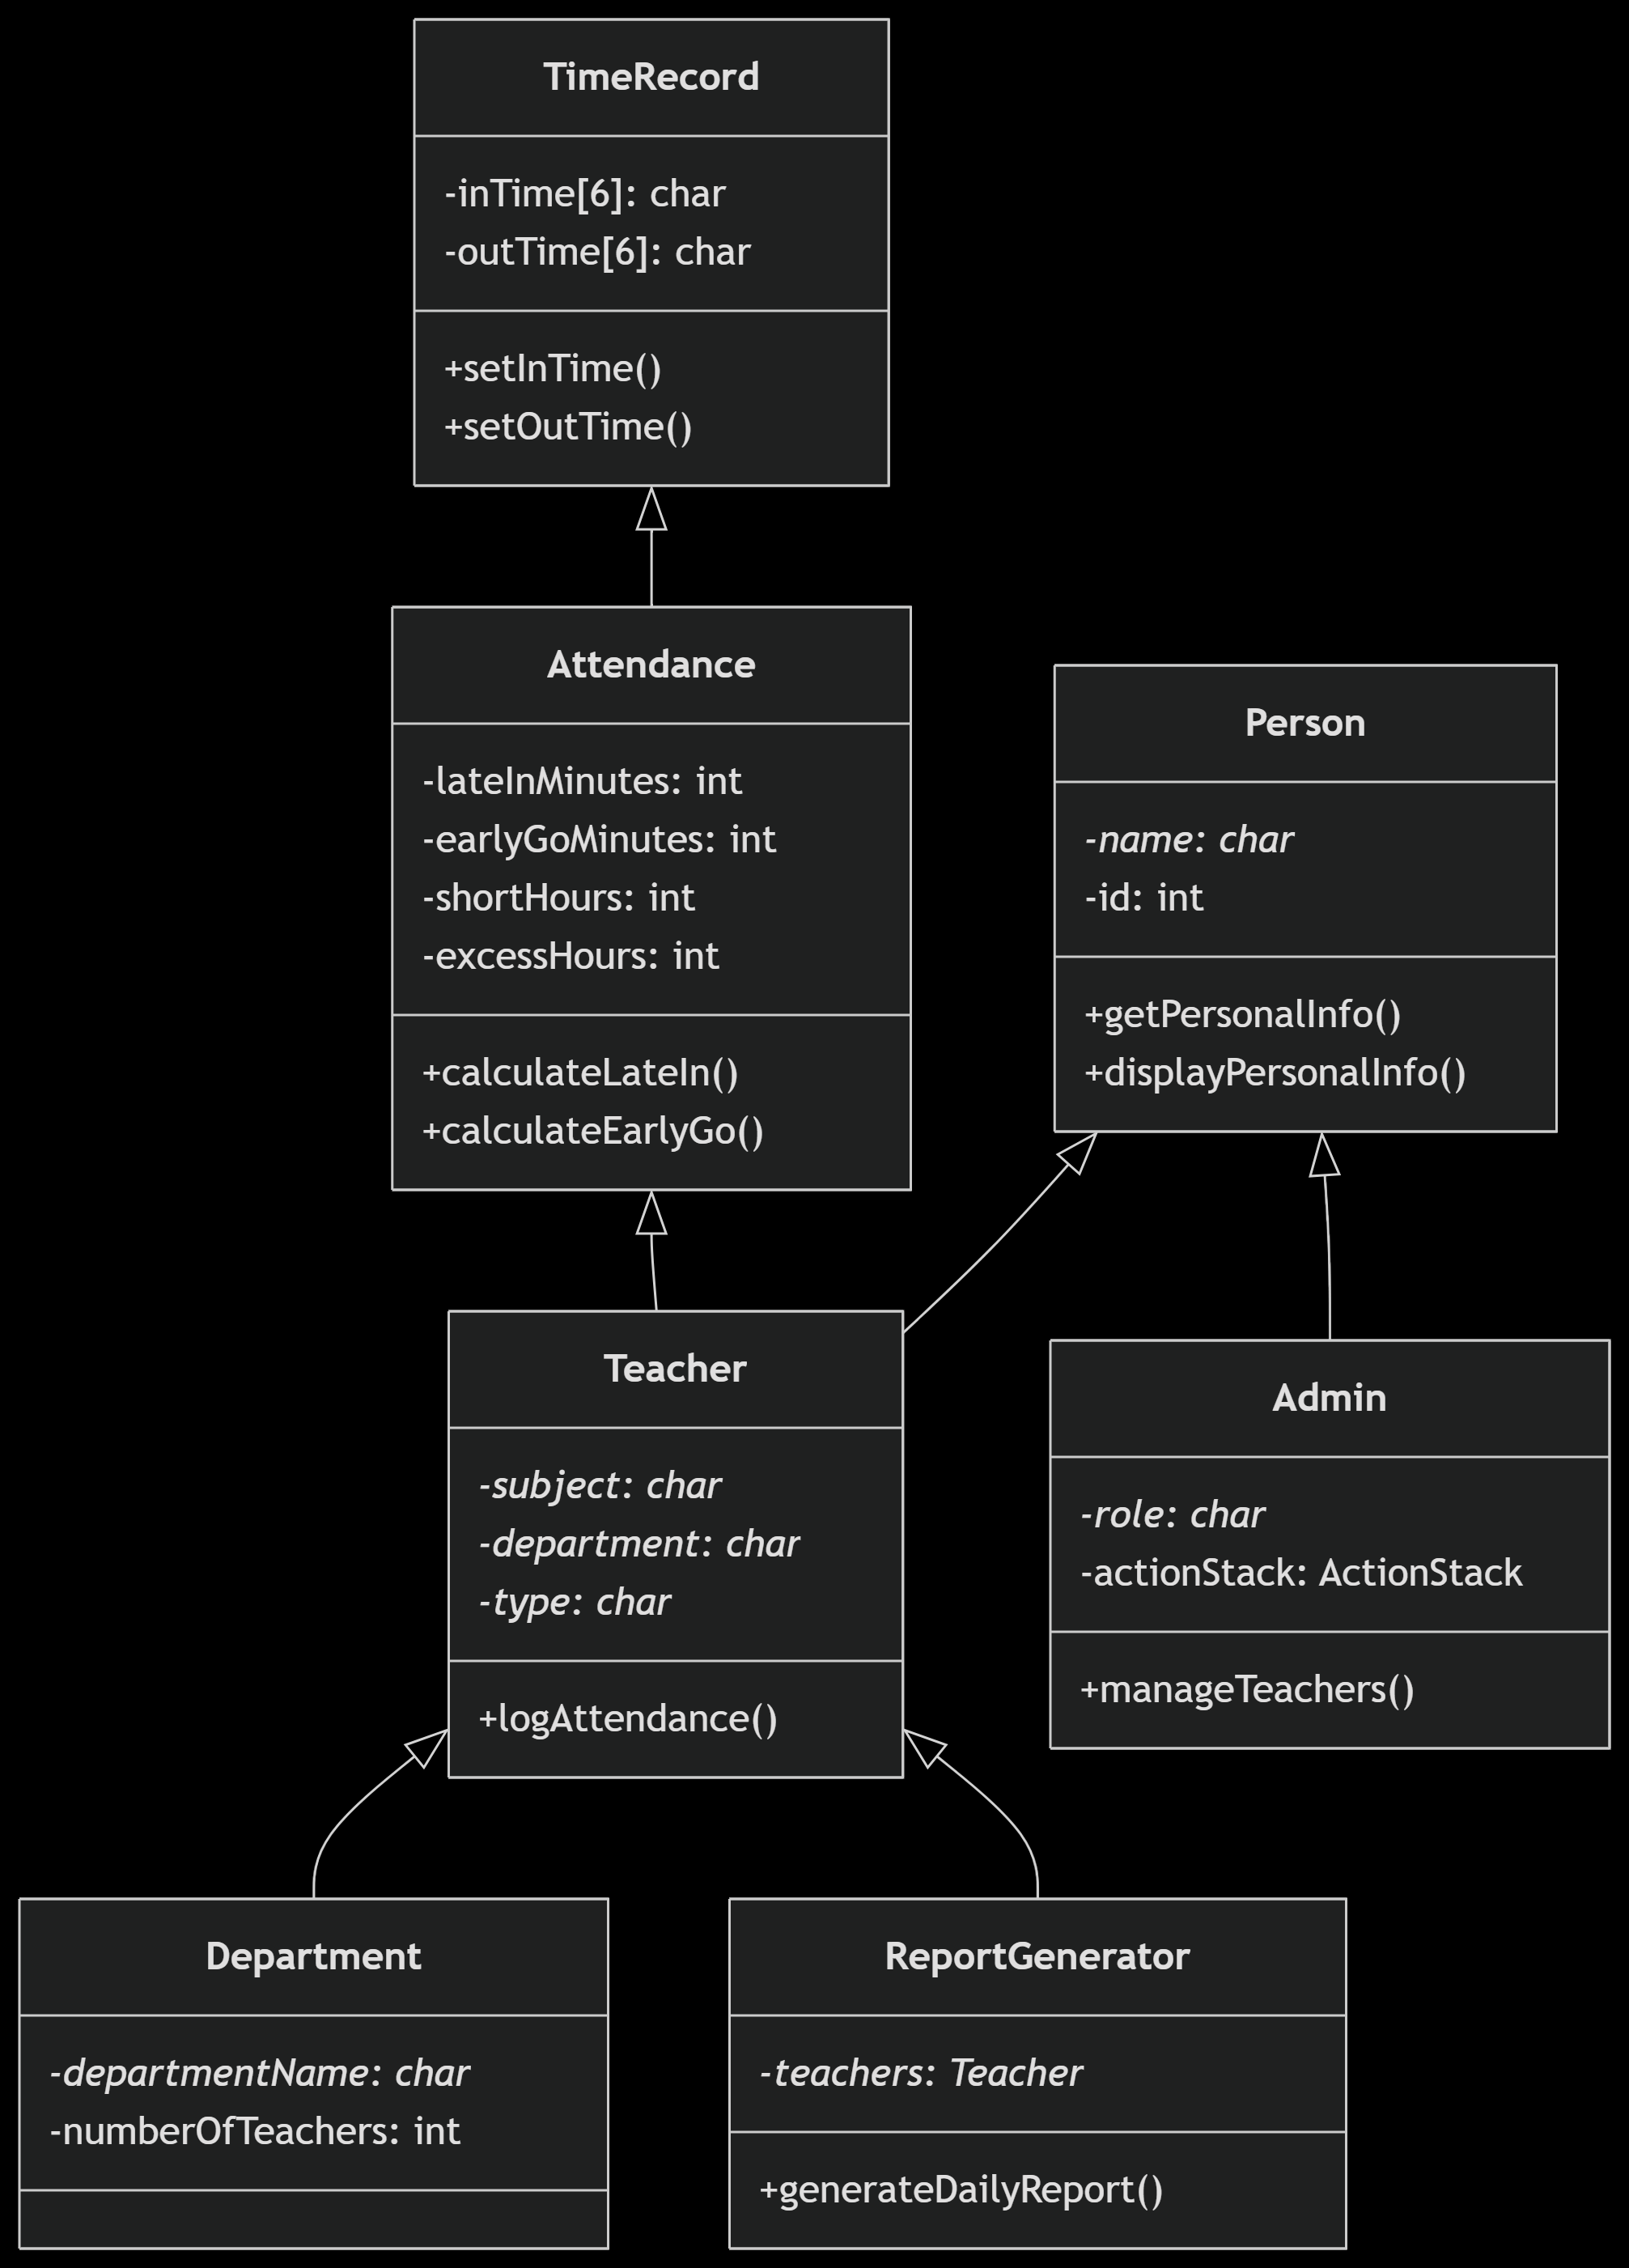 TimeRecord
-inTime[6]: char
-outTime[6]: char
+setInTime()
+setOutTime()
Attendance
-lateInMinutes: int
-earlyGoMinutes: int
-shortHours: int
-excessHours: int
+calculateLateIn()
+calculateEarlyGo()
Person
-name: char
-id: int
+getPersonalInfo()
+displayPersonalInfo()
Teacher
-subject: char
-department: char
-type: char
+logAttendance()
Admin
-role: char
-actionStack: ActionStack
+manageTeachers()
Department
-departmentName: char
-numberOfTeachers: int
ReportGenerator
-teachers: Teacher
+generateDailyReport()